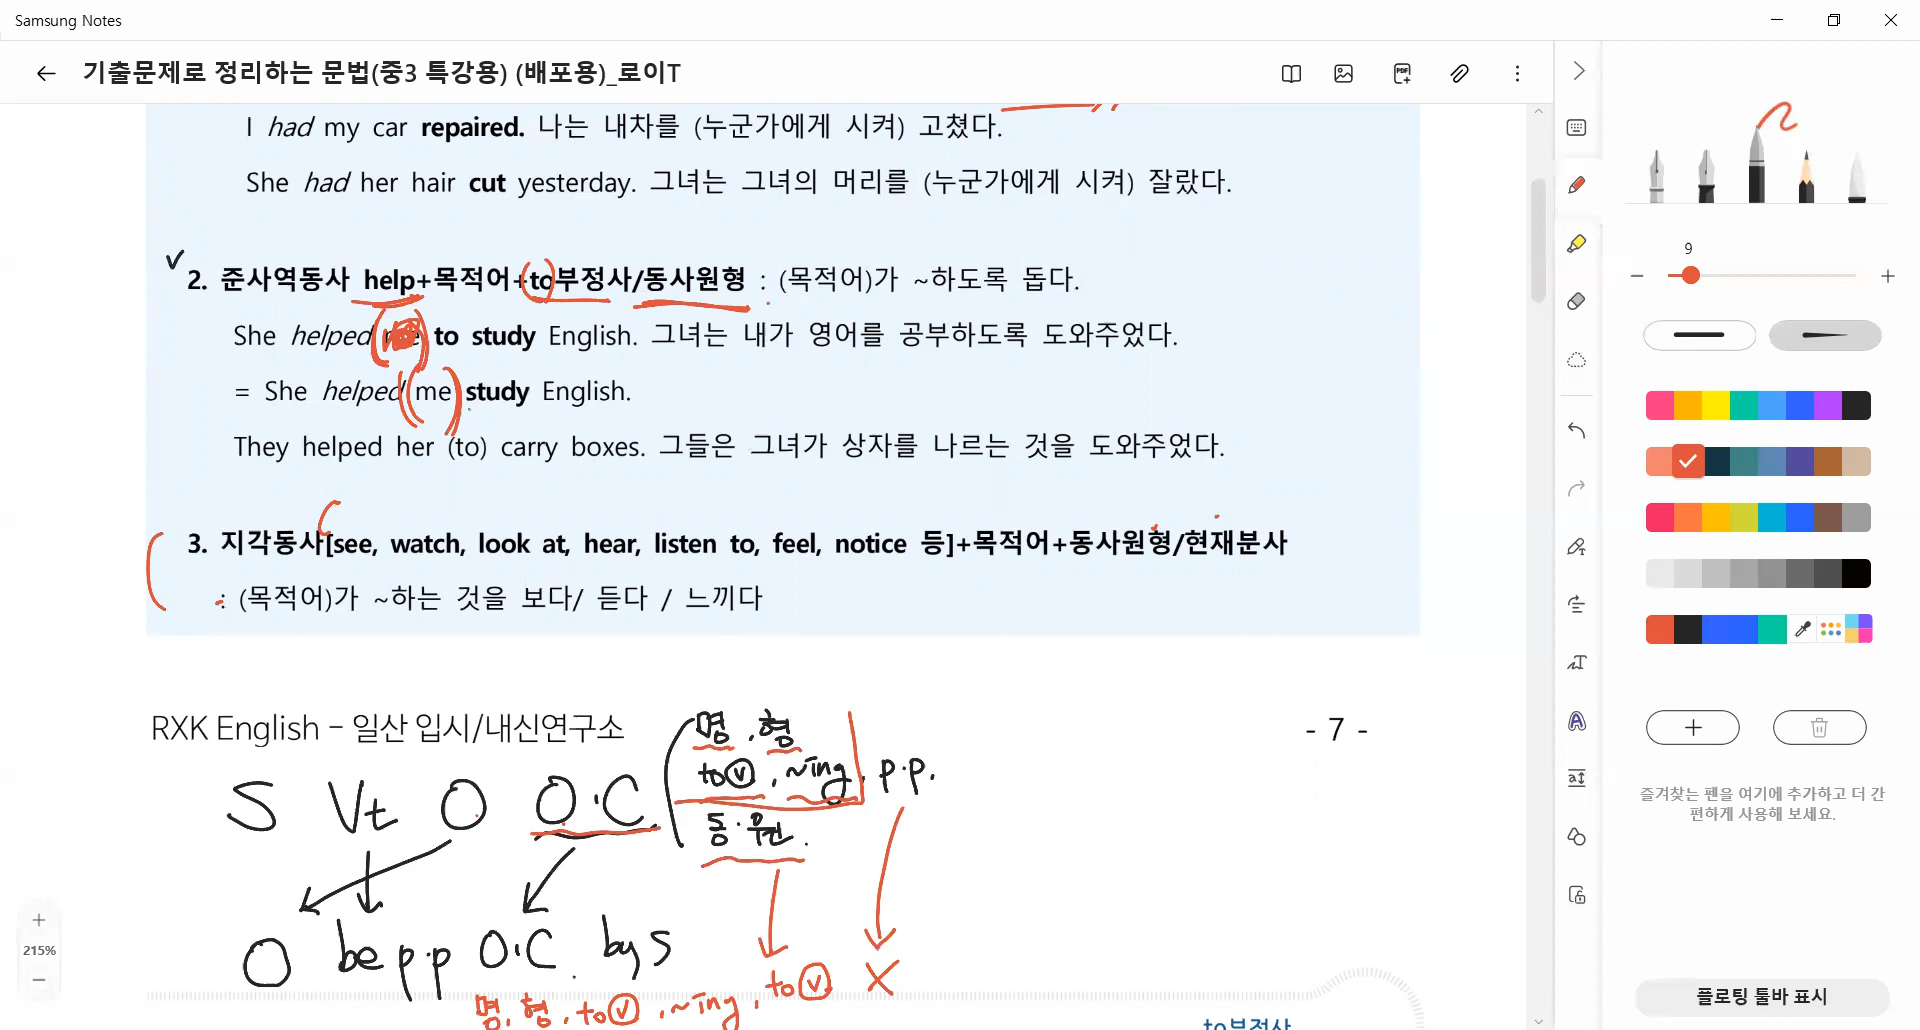 Samsung Notes
기출문제로 정리하는 문법(중3 특강용) (배포용)_로이T
I had my car repaired. 나는 내차를 (누군가에게 시켜) 고쳤다.
She had her hair cut yesterday. 그녀는 그녀의 머리를 (누군가에게 시켜) 잘랐다.
2. 준사역동사 help+목적어+to부정사/동사원형 : (목적어)가 ~하도록 돕다.
She helped me to study English. 그녀는 내가 영어를 공부하도록 도와주었다.
= She helped me study English.
They helped her (to) carry boxes. 그들은 그녀가 상자를 나르는 것을 도와주었다.
3. 지각동사[see, watch, look at, hear, listen to, feel, notice 등]+목적어+동사원형/현재분사
: (목적어)가 ~하는 것을 보다/ 듣다 / 느끼다
RXK English – 일산 입시/내신연구소
- 7 -
명, 형
to ⓥ, ~ing, p.p.
동.원.
S Vt O O.C
O be p.p O.C by S
to ⓥ X
명, 형, to ⓥ, ~ing,
to부정사
9
즐겨찾는 펜을 여기에 추가하고 더 간
편하게 사용해 보세요.
플로팅 툴바 표시
215%